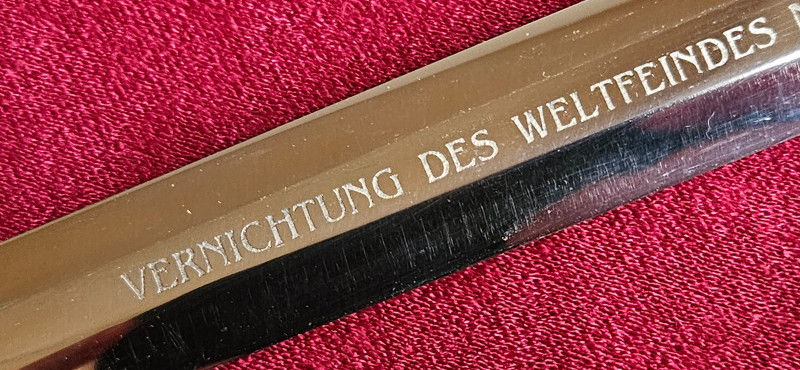 VERNICHTUNG DES WELTFEINDES